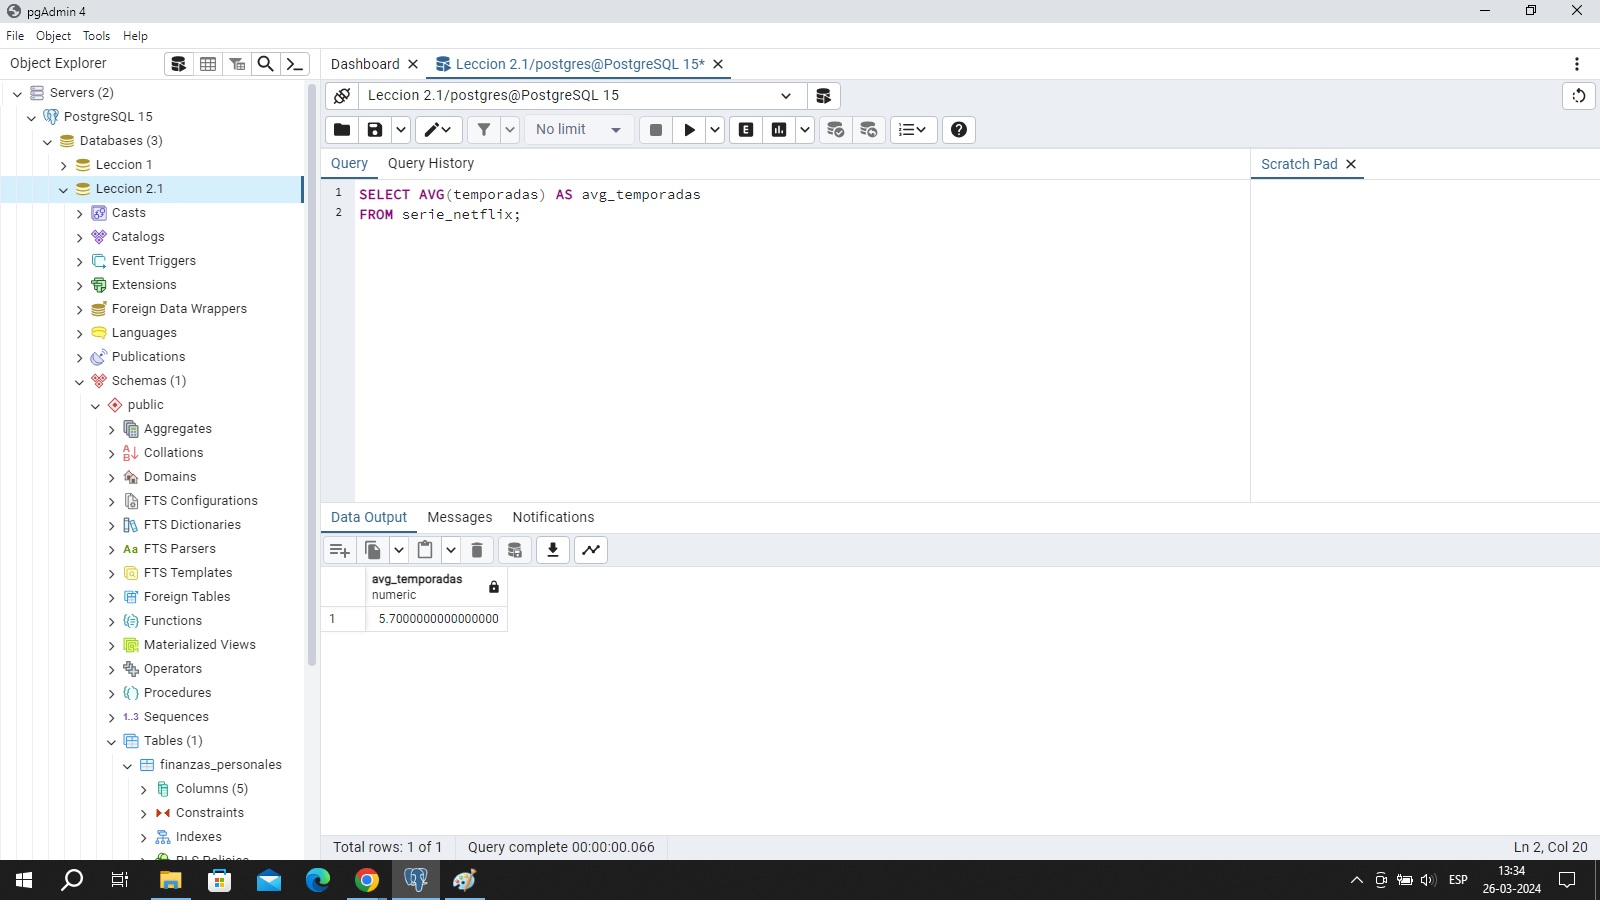 pgAdmin 4
File Object Tools Help
Object Explorer
Dashboard
Leccion 2.1/postgres@PostgreSQL 15*
Servers (2)
PostgreSQL 15
Databases (3)
Leccion 1
Leccion 2.1
Casts
Catalogs
Event Triggers
Extensions
Foreign Data Wrappers
Languages
Publications
Schemas (1)
public
Aggregates
Collations
Domains
FTS Configurations
FTS Dictionaries
Aa FTS Parsers
FTS Templates
Foreign Tables
Functions
Materialized Views
Operators
Procedures
1..3 Sequences
Tables (1)
finanzas_personales
Columns (5)
Constraints
Indexes
RLS Policies
Leccion 2.1/postgres@PostgreSQL 15
No limit
E
Query Query History
Scratch Pad
1 SELECT AVG(temporadas) AS avg_temporadas
2 FROM serie_netflix;
Data Output Messages Notifications
avg_temporadas
numeric
1 5.7000000000000000
Total rows: 1 of 1 Query complete 00:00:00.066 Ln 2, Col 20
ESP
13:34
26-03-2024